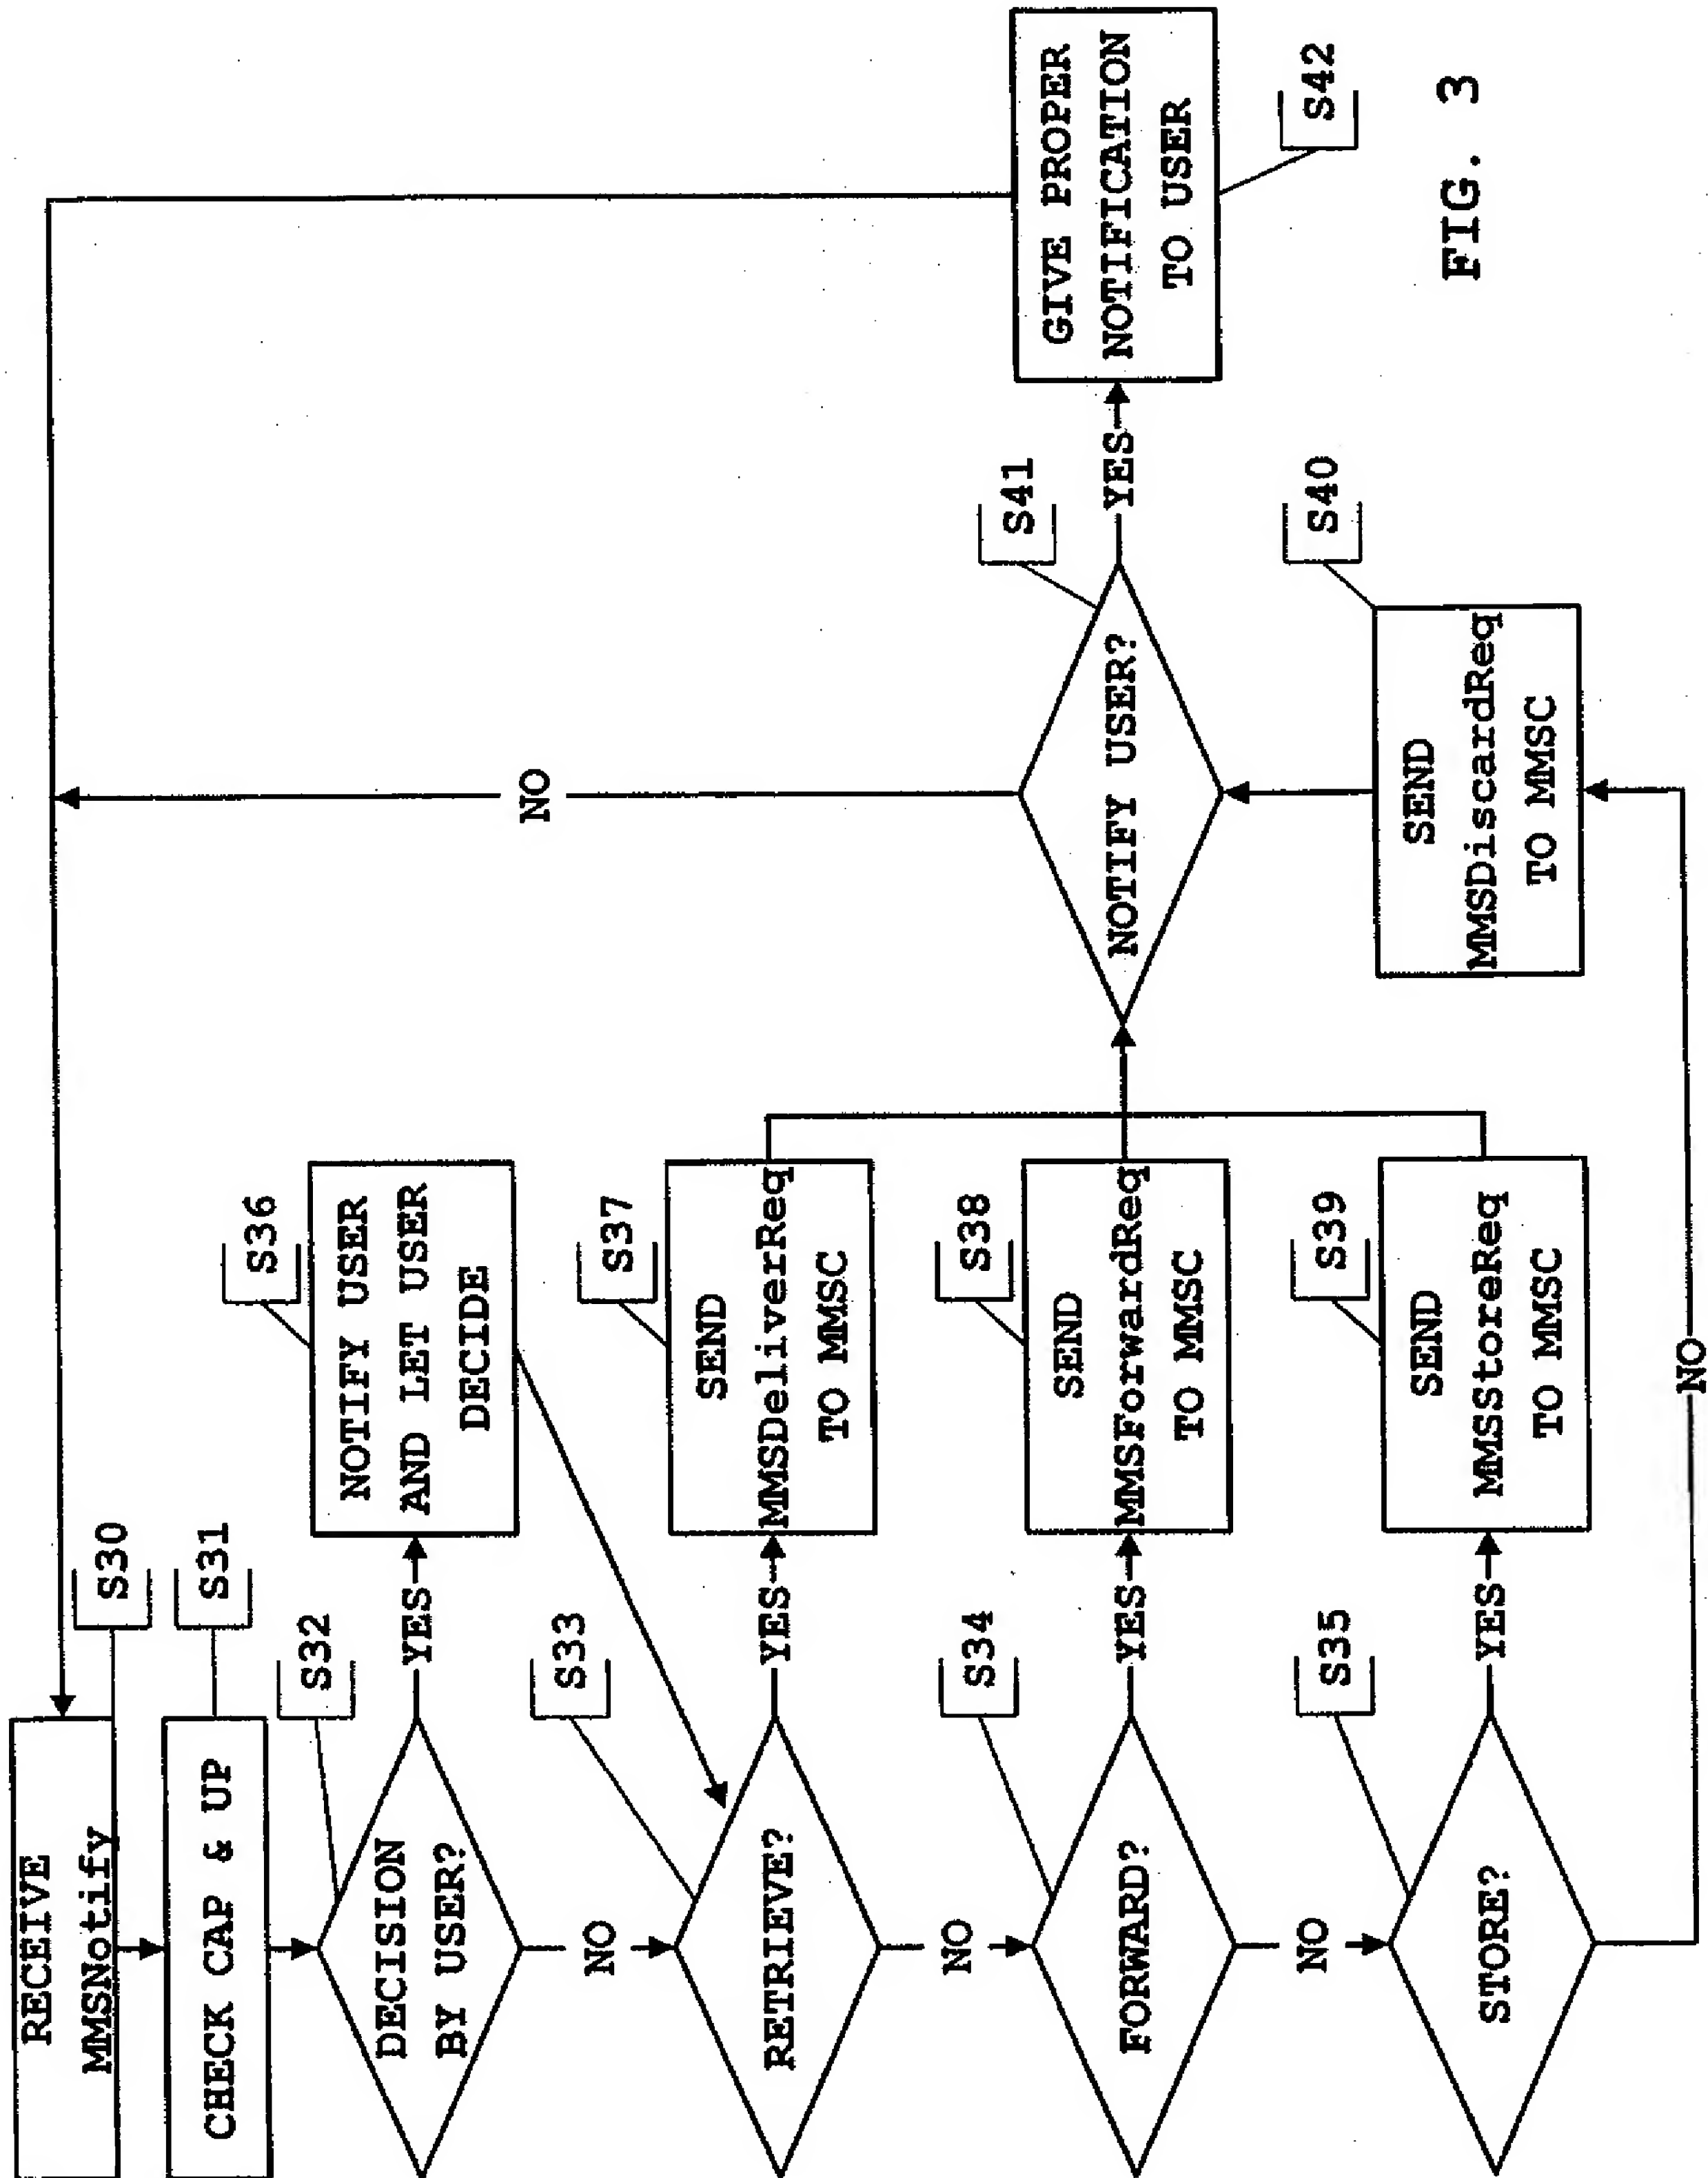 RECEIVE
MMSNotify
S30
CHECK CAP & UP
S31
DECISION
BY USER?
S32
YES
NOTIFY USER
AND LET USER
DECIDE
S36
NO
RETRIEVE?
S33
YES
SEND
MMSDeliverReq
TO MMSC
S37
NO
FORWARD?
S34
YES
SEND
MMSForwardReq
TO MMSC
S38
NO
STORE?
S35
YES
SEND
MMSStoreReq
TO MMSC
S39
NO
SEND
MMSDiscardReq
TO MMSC
S40
NOTIFY USER?
S41
NO
YES
GIVE PROPER
NOTIFICATION
TO USER
S42
FIG. 3